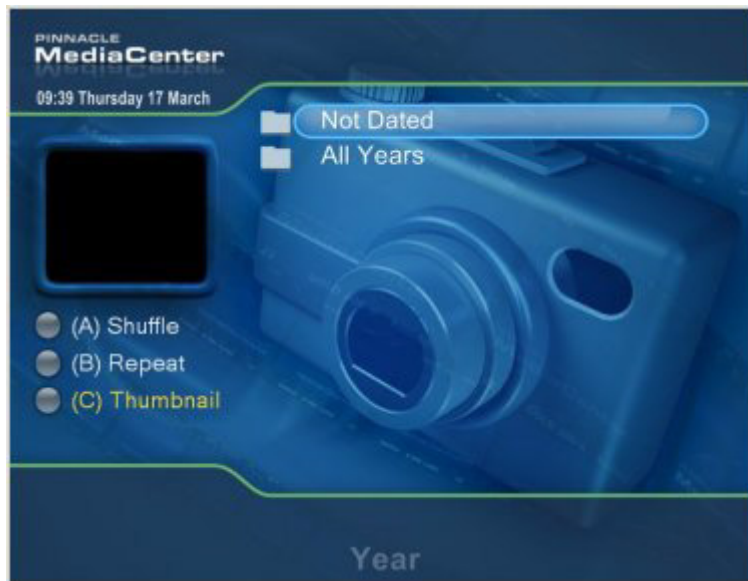 PINNACLE
MediaCenter
09:39 Thursday 17 March
Not Dated
All Years
(A) Shuffle
(B) Repeat
(C) Thumbnail
Year